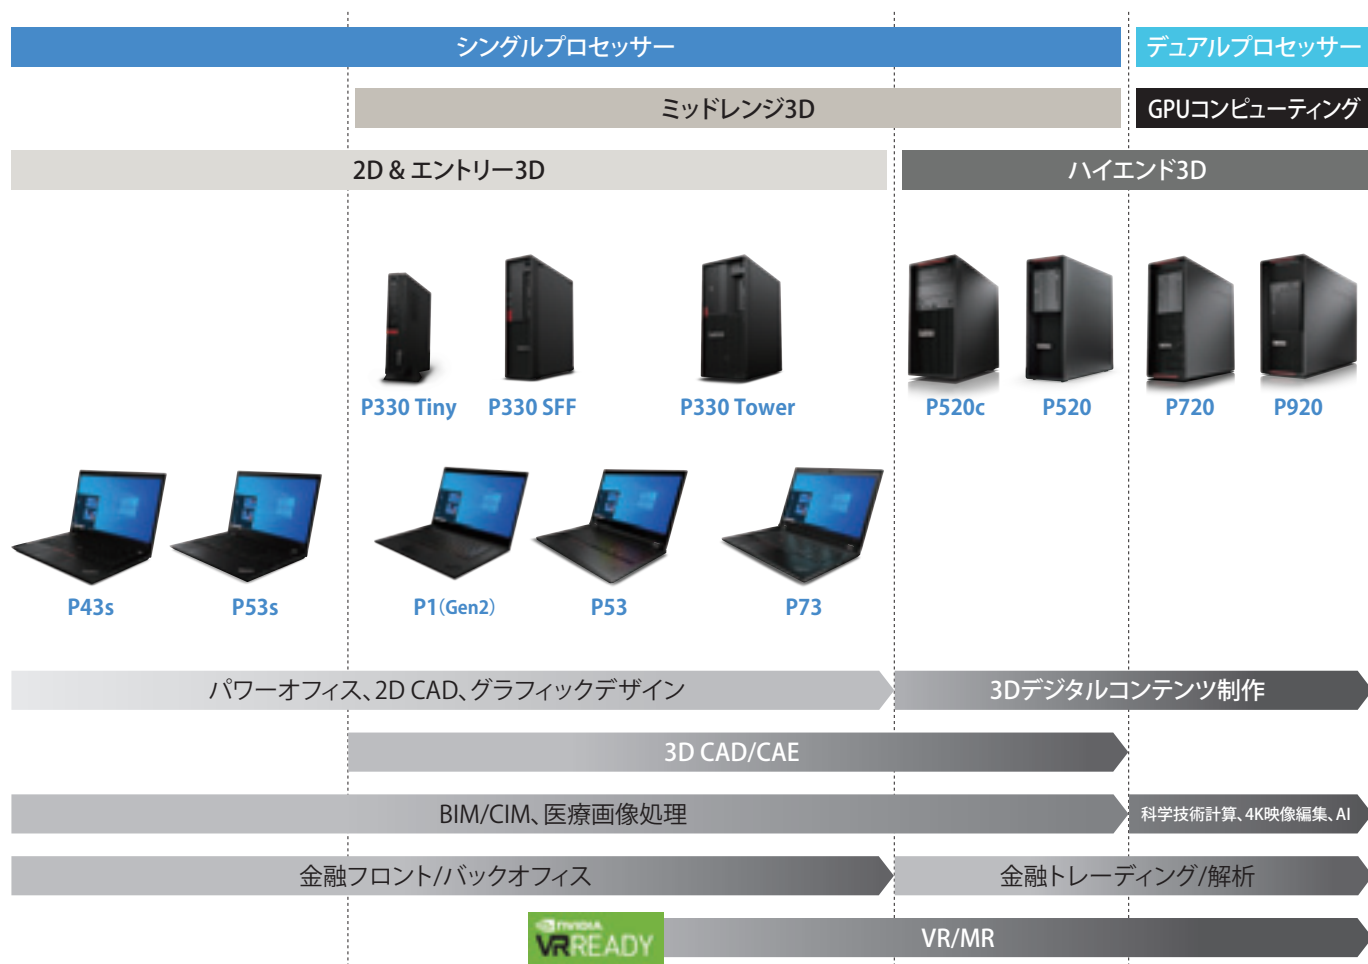 シングルプロセッサー
デュアルプロセッサー
ミッドレンジ3D
GPUコンピューティング
2D & エントリー3D
ハイエンド3D
P330 Tiny
P330 SFF
P330 Tower
P520c
P520
P720
P920
P43s
P53s
P1(Gen2)
P53
P73
パワーオフィス、2D CAD、グラフィックデザイン
3Dデジタルコンテンツ制作
3D CAD/CAE
BIM/CIM、医療画像処理
科学技術計算、4K映像編集、AI
金融フロント/バックオフィス
金融トレーディング/解析
NVIDIA
VRREADY
VR/MR